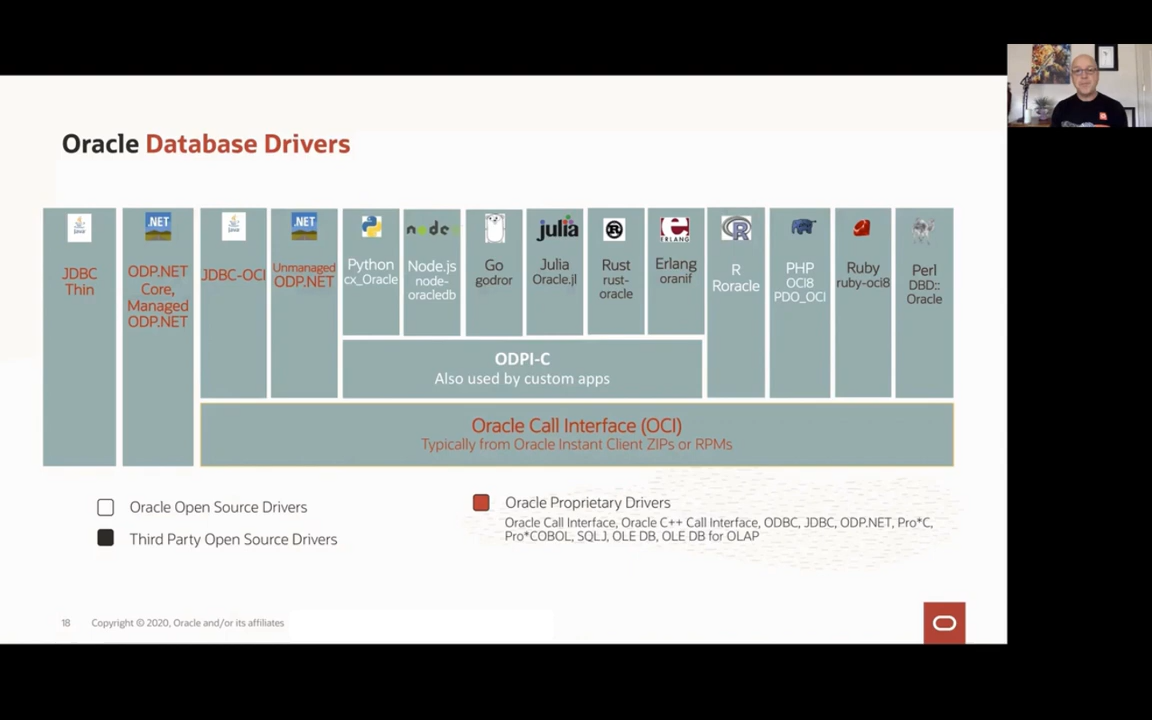 Oracle Database Drivers
Java
JDBC
Thin
.NET
ODP.NET
Core,
Managed
ODP.NET
Java
JDBC-OCI
.NET
Unmanaged
ODP.NET
Python
cx_Oracle
node
Node.js
node-
oracledb
Go
godror
julia
Julia
Oracle.jl
R
Rust
rust-
oracle
e
ERLANG
Erlang
oranif
R
R
Roracle
PHP
OCI8
PDO_OCI
Ruby
ruby-oci8
Perl
DBD::
Oracle
ODPI-C
Also used by custom apps
Oracle Call Interface (OCI)
Typically from Oracle Instant Client ZIPs or RPMs
Oracle Open Source Drivers
Third Party Open Source Drivers
Oracle Proprietary Drivers
Oracle Call Interface, Oracle C++ Call Interface, ODBC, JDBC, ODP.NET, Pro*C,
Pro*COBOL, SQLJ, OLE DB, OLE DB for OLAP
18 Copyright © 2020, Oracle and/or its affiliates